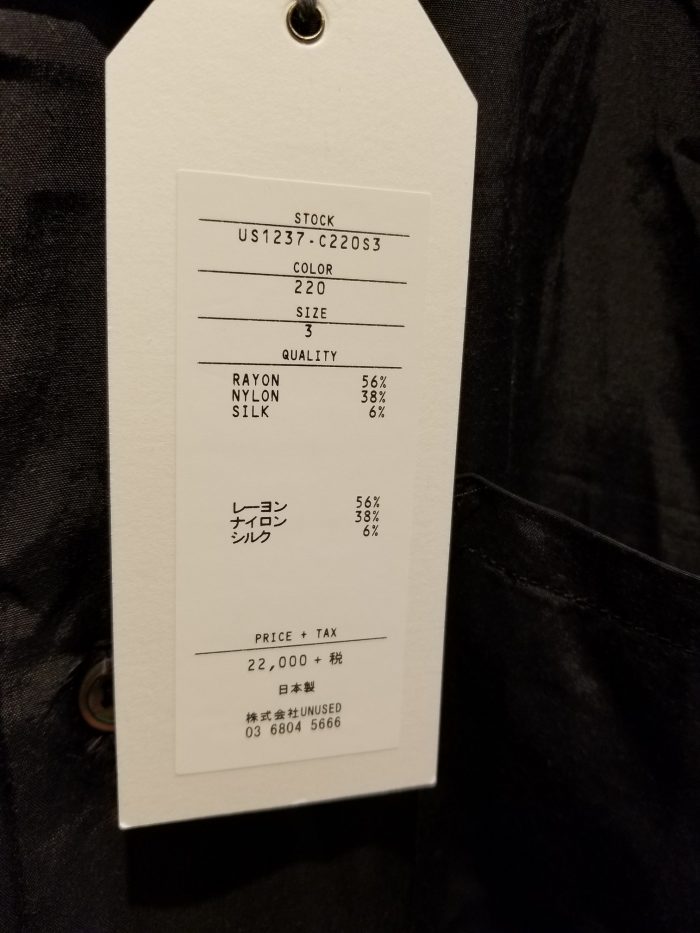 STOCK
US1237-C220S3
COLOR
220
SIZE
3
QUALITY
RAYON 56%
NYLON 38%
SILK 6%
レーヨン 56%
ナイロン 38%
シルク 6%
PRICE + TAX
22,000 + 税
日本製
株式会社UNUSED
03 6804 5666